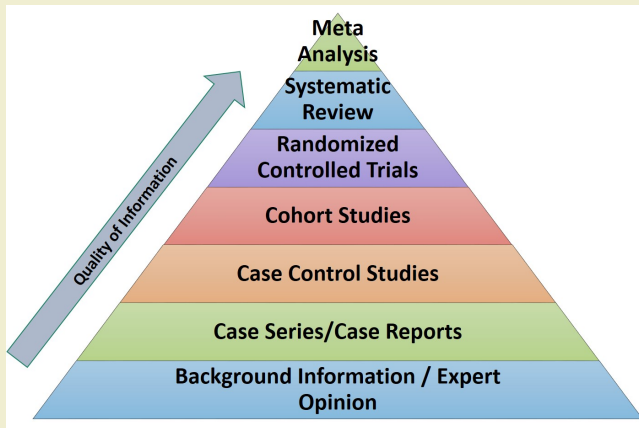 Meta
Analysis
Systematic
Review
Randomized
Controlled Trials
Cohort Studies
Case Control Studies
Case Series/Case Reports
Background Information / Expert
Opinion
Quality of Information